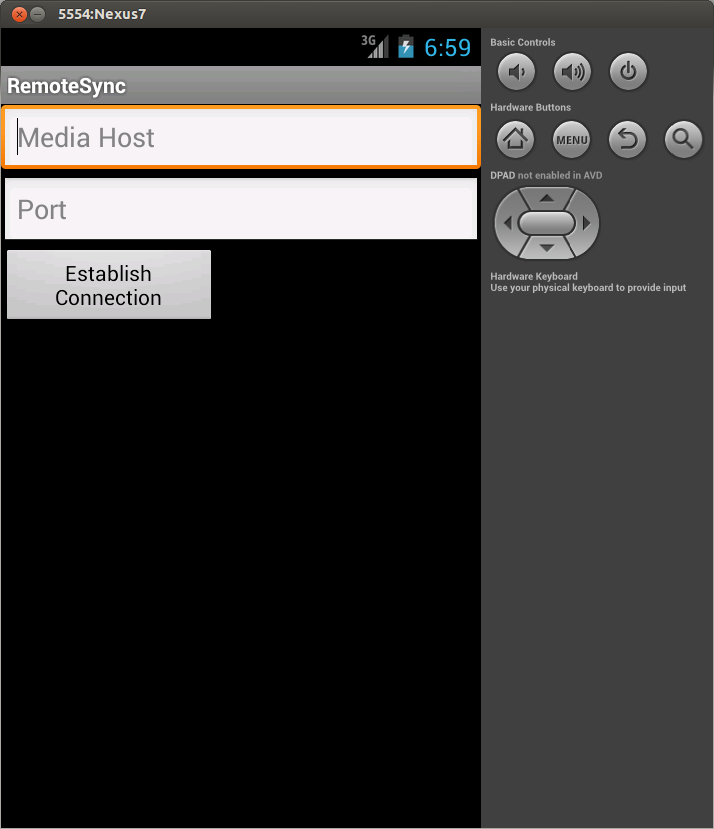 5554:Nexus7
3G 6:59
RemoteSync
Media Host
Port
Establish
Connection
Basic Controls
Hardware Buttons
MENU
DPAD not enabled in AVD
Hardware Keyboard
Use your physical keyboard to provide input